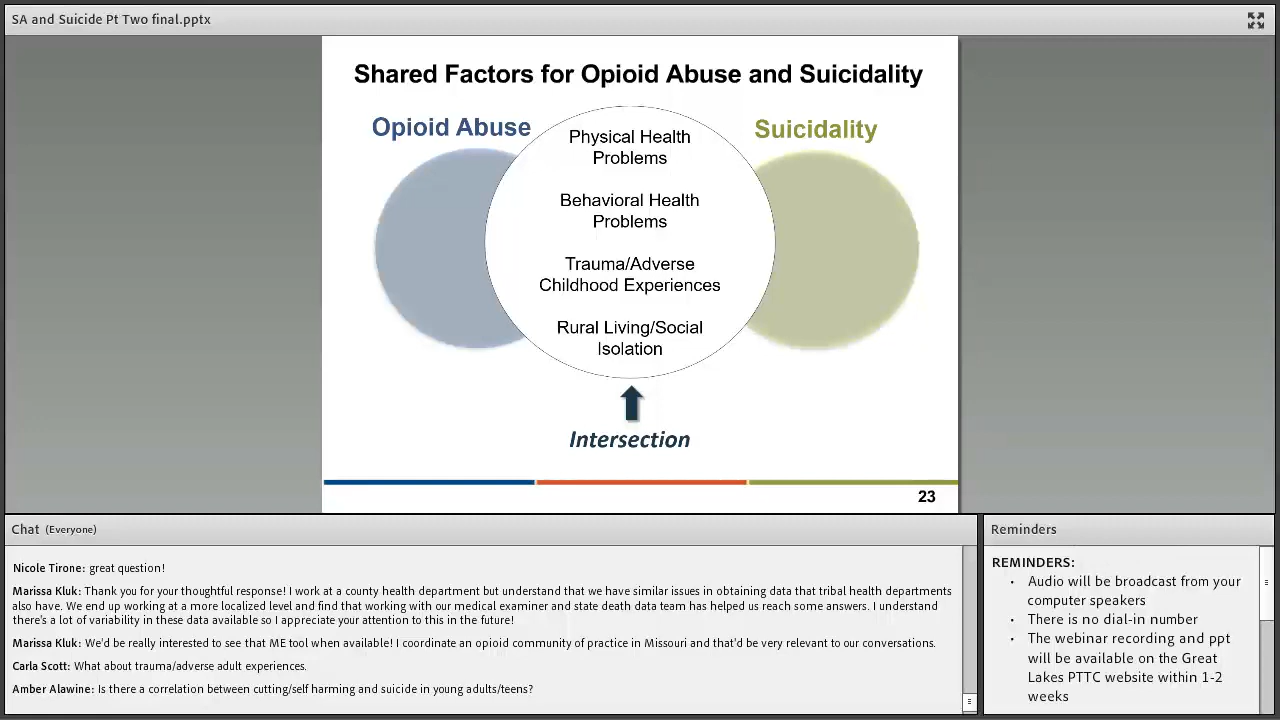 SA and Suicide Pt Two final.pptx
Shared Factors for Opioid Abuse and Suicidality
Opioid Abuse
Suicidality
Physical Health
Problems
Behavioral Health
Problems
Trauma/Adverse
Childhood Experiences
Rural Living/Social
Isolation
Intersection
23
Chat (Everyone)
Nicole Tirone: great question!
Marissa Kluk: Thank you for your thoughtful response! I work at a county health department but understand that we have similar issues in obtaining data that tribal health departments
also have. We end up working at a more localized level and find that working with our medical examiner and state death data team has helped us reach some answers. I understand
there's a lot of variability in these data available so I appreciate your attention to this in the future!
Marissa Kluk: We'd be really interested to see that ME tool when available! I coordinate an opioid community of practice in Missouri and that'd be very relevant to our conversations.
Carla Scott: What about trauma/adverse adult experiences.
Amber Alawine: Is there a correlation between cutting/self harming and suicide in young adults/teens?
Reminders
REMINDERS:
• Audio will be broadcast from your
computer speakers
• There is no dial-in number
• The webinar recording and ppt
will be available on the Great
Lakes PTTC website within 1-2
weeks